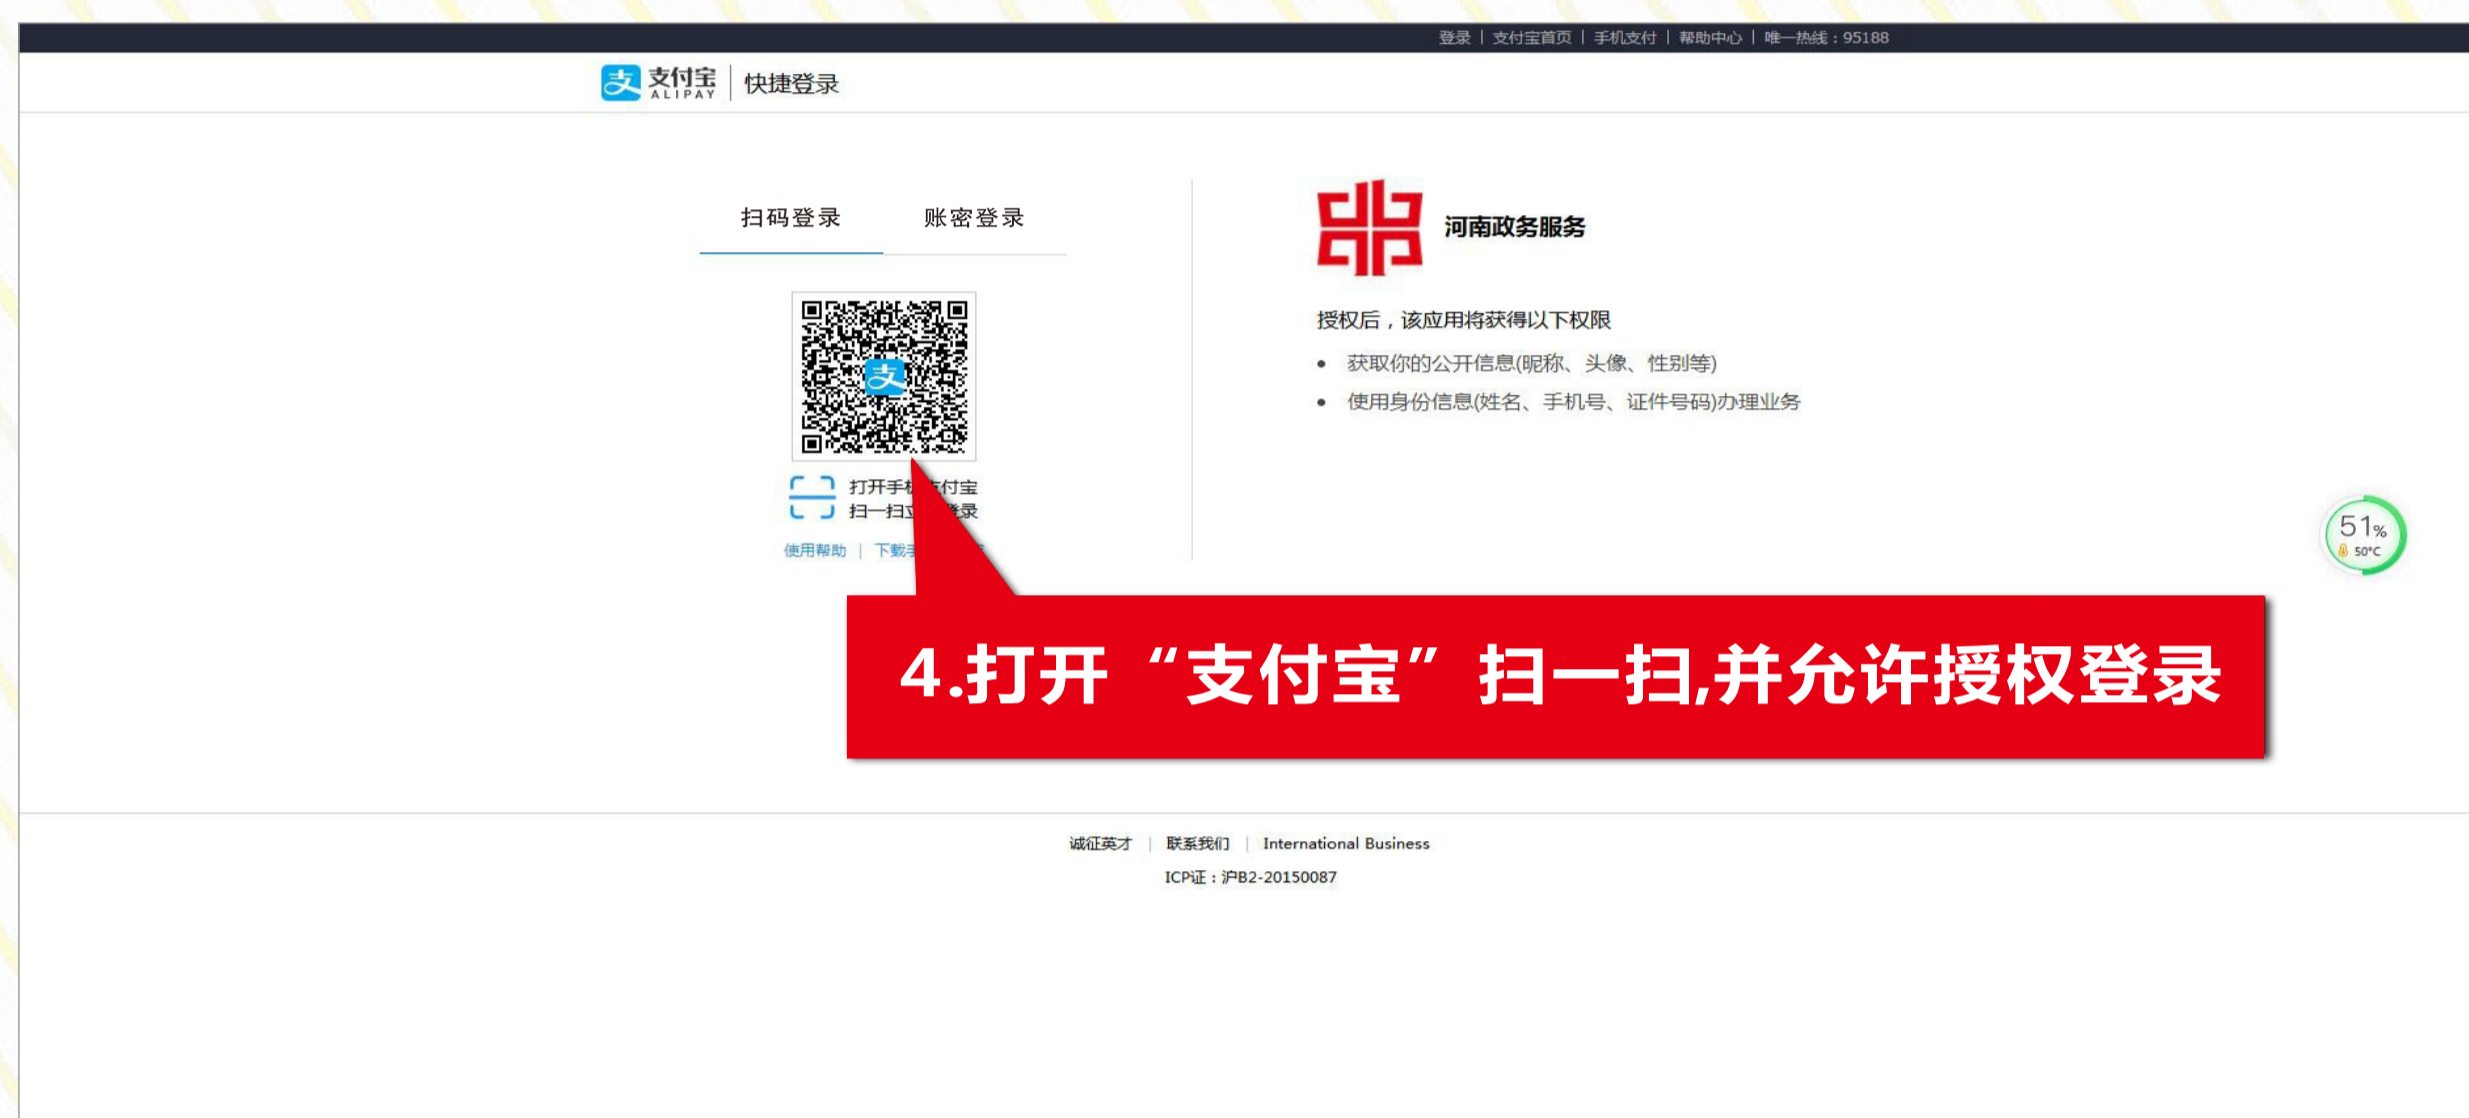 登录 | 支付宝首页 | 手机支付 | 帮助中心 | 唯一热线：95188
支 支付宝 ALIPAY | 快捷登录
扫码登录 账密登录
支
打开手机 付宝
扫一扫立 登录
使用帮助 | 下载
河南政务服务
授权后，该应用将获得以下权限
• 获取你的公开信息(昵称、头像、性别等)
• 使用身份信息(姓名、手机号、证件号码)办理业务
51%
50°C
4.打开“支付宝”扫一扫,并允许授权登录
诚征英才 | 联系我们 | International Business
ICP证：沪B2-20150087